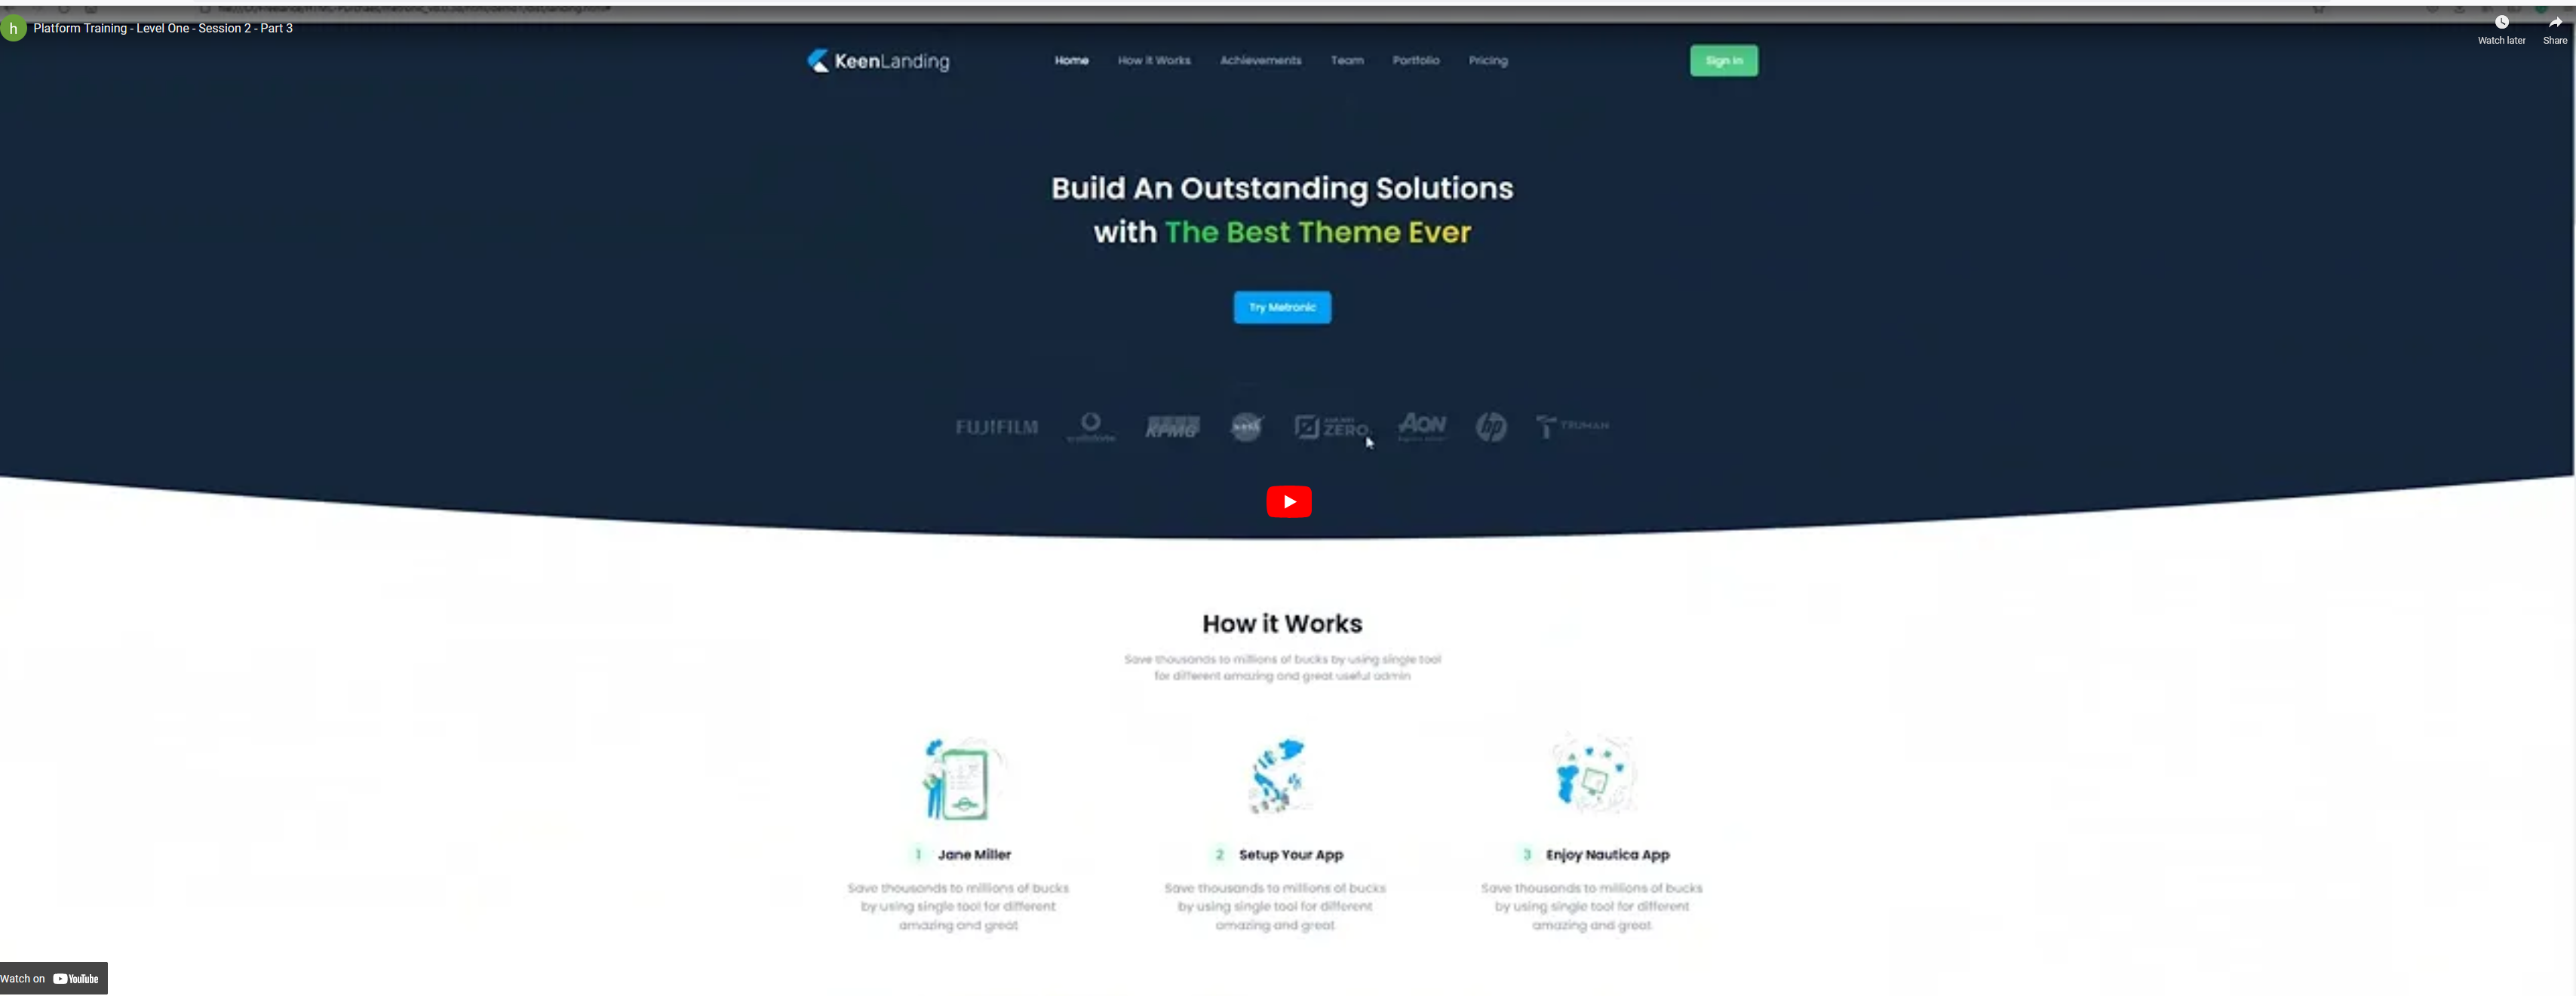 h
Platform Training - Level One - Session 2 - Part 3
Watch later
Share
KeenLanding
Home
How it Works
Achievements
Team
Portfolio
Pricing
Sign In
Build An Outstanding Solutions
with The Best Theme Ever
Try Metronic
FUJIFILM
vodafone
KPMG
NASA
ZERO
AON
hp
TRUMAN
How it Works
Save thousands to millions of bucks by using single tool
for different amazing and great useful admin
1 Jane Miller
Save thousands to millions of bucks
by using single tool for different
amazing and great
2 Setup Your App
Save thousands to millions of bucks
by using single tool for different
amazing and great
3 Enjoy Nautica App
Save thousands to millions of bucks
by using single tool for different
amazing and great
Watch on YouTube